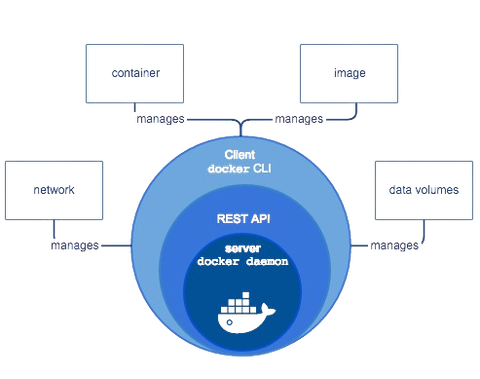 container
image
manages
manages
Client
docker CLI
network
data volumes
REST API
manages
manages
server
docker daemon